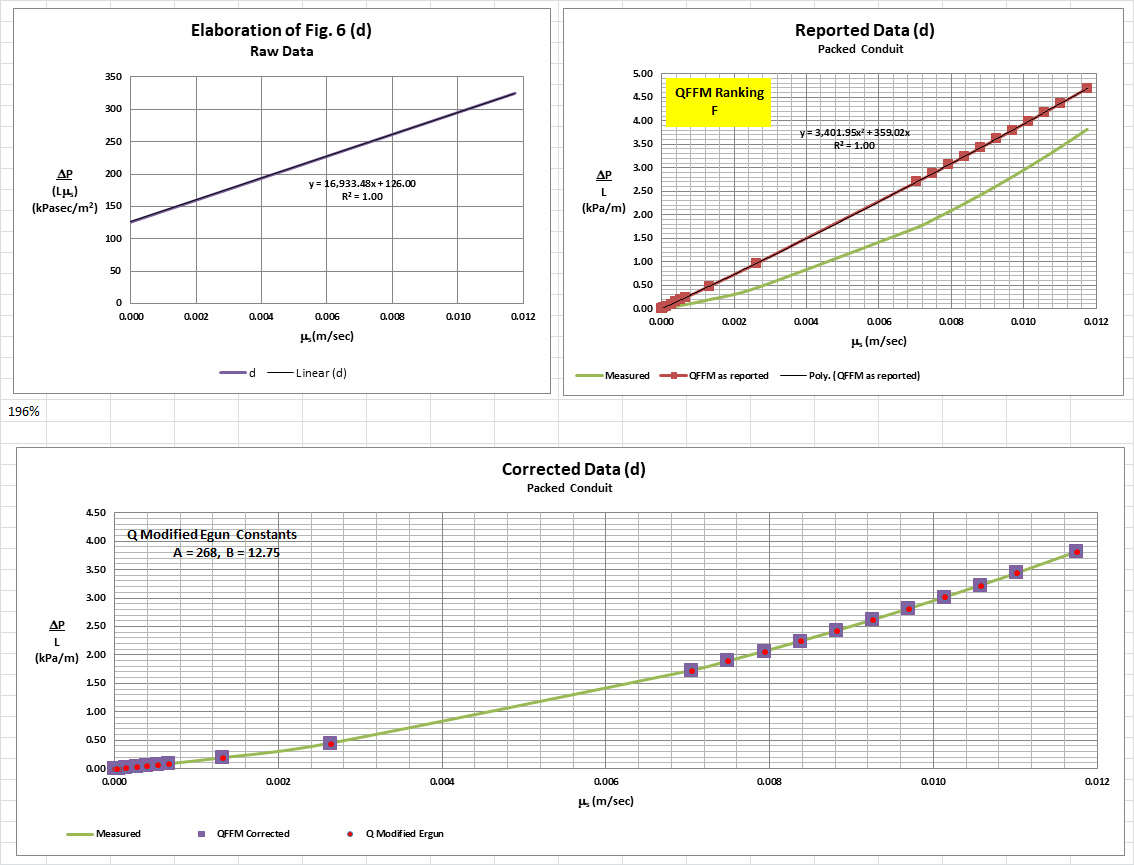 Elaboration of Fig. 6 (d)
Raw Data
350
300
250
200
150
100
50
0
ΔP
(Lμs)
(kPasec/m²)
y = 16,933.48x + 126.00
R² = 1.00
0.000 0.002 0.004 0.006 0.008 0.010 0.012
μs(m/sec)
d Linear (d)
Reported Data (d)
Packed Conduit
QFFM Ranking
F
5.00
4.50
4.00
3.50
3.00
2.50
2.00
1.50
1.00
0.50
0.00
ΔP
L
(kPa/m)
y = 3,401.95x² + 359.02x
R² = 1.00
0.000 0.002 0.004 0.006 0.008 0.010 0.012
μs (m/sec)
Measured QFFM as reported Poly. (QFFM as reported)
196%
Corrected Data (d)
Packed Conduit
Q Modified Egun Constants
A = 268, B = 12.75
4.50
4.00
3.50
3.00
2.50
2.00
1.50
1.00
0.50
0.00
ΔP
L
(kPa/m)
0.000 0.002 0.004 0.006 0.008 0.010 0.012
μs (m/sec)
Measured QFFM Corrected Q Modified Ergun